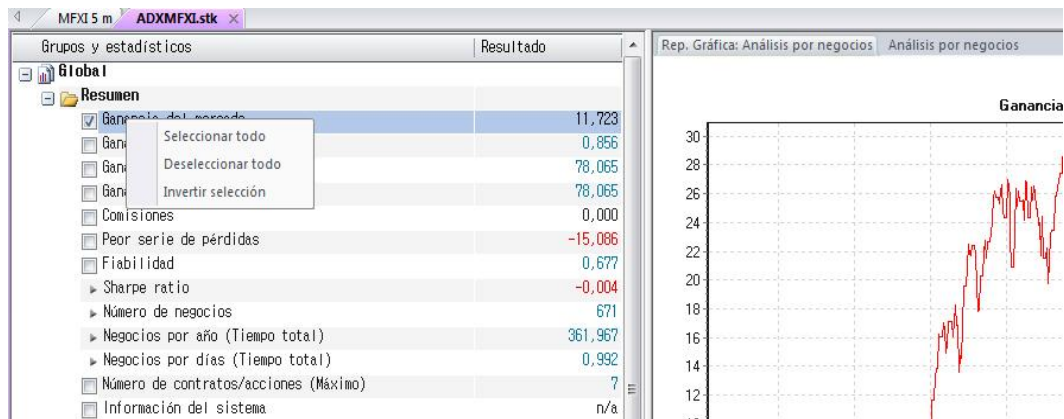 MFXI 5 m ADXMFXI.stk
Grupos y estadísticos Resultado
Global
Resumen
Ganancia del mercado 11,723
Gan 0,856
Gan 78,065
Gan 78,065
Comisiones 0,000
Peor serie de pérdidas -15,086
Fiabilidad 0,677
Sharpe ratio -0,004
Número de negocios 671
Negocios por año (Tiempo total) 361,967
Negocios por días (Tiempo total) 0,992
Número de contratos/acciones (Máximo) 7
Información del sistema n/a
Seleccionar todo
Deseleccionar todo
Invertir selección
Rep. Gráfica: Análisis por negocios Análisis por negocios
Ganancia
30
28
26
24
22
20
18
16
14
12